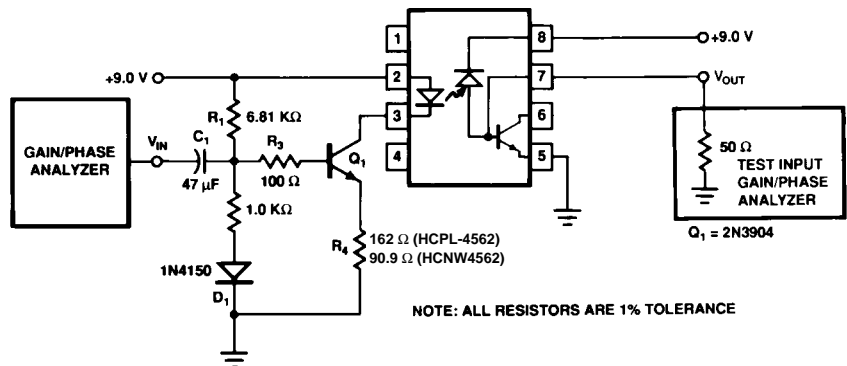 GAIN/PHASE
ANALYZER
VIN
C1
47 μF
+9.0 V
R1
6.81 KΩ
R3
100 Ω
Q1
1.0 KΩ
1N4150
D1
R4
162 Ω (HCPL-4562)
90.9 Ω (HCNW4562)
1
2
3
4
8
7
6
5
+9.0 V
VOUT
50 Ω
TEST INPUT
GAIN/PHASE
ANALYZER
Q1 = 2N3904
NOTE: ALL RESISTORS ARE 1% TOLERANCE